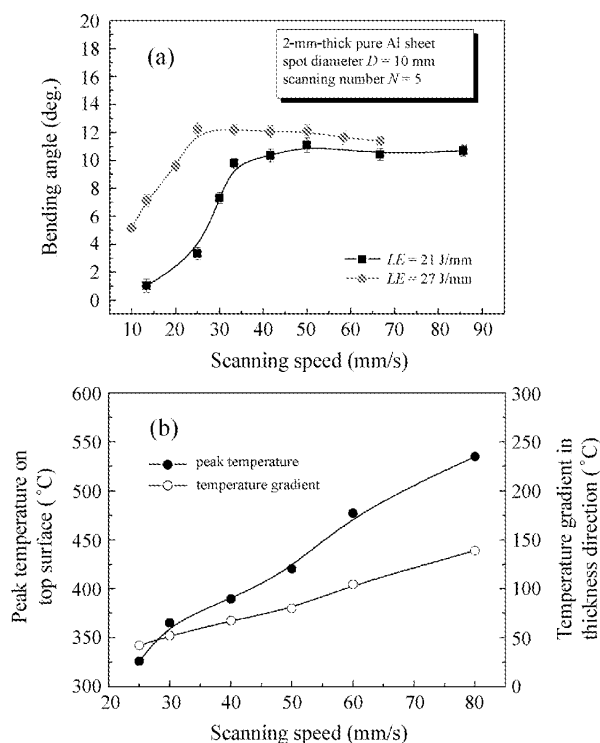 (a)
2-mm-thick pure Al sheet
spot diameter D = 10 mm
scanning number N = 5
Bending angle (deg.)
20
18
16
14
12
10
8
6
4
2
0
LE = 21 J/mm
LE = 27 J/mm
10 20 30 40 50 60 70 80 90
Scanning speed (mm/s)
(b)
peak temperature
temperature gradient
Peak temperature on
top surface (°C)
600
550
500
450
400
350
300
300
250
200
150
100
50
0
Temperature gradient in
thickness direction (°C)
20 30 40 50 60 70 80
Scanning speed (mm/s)